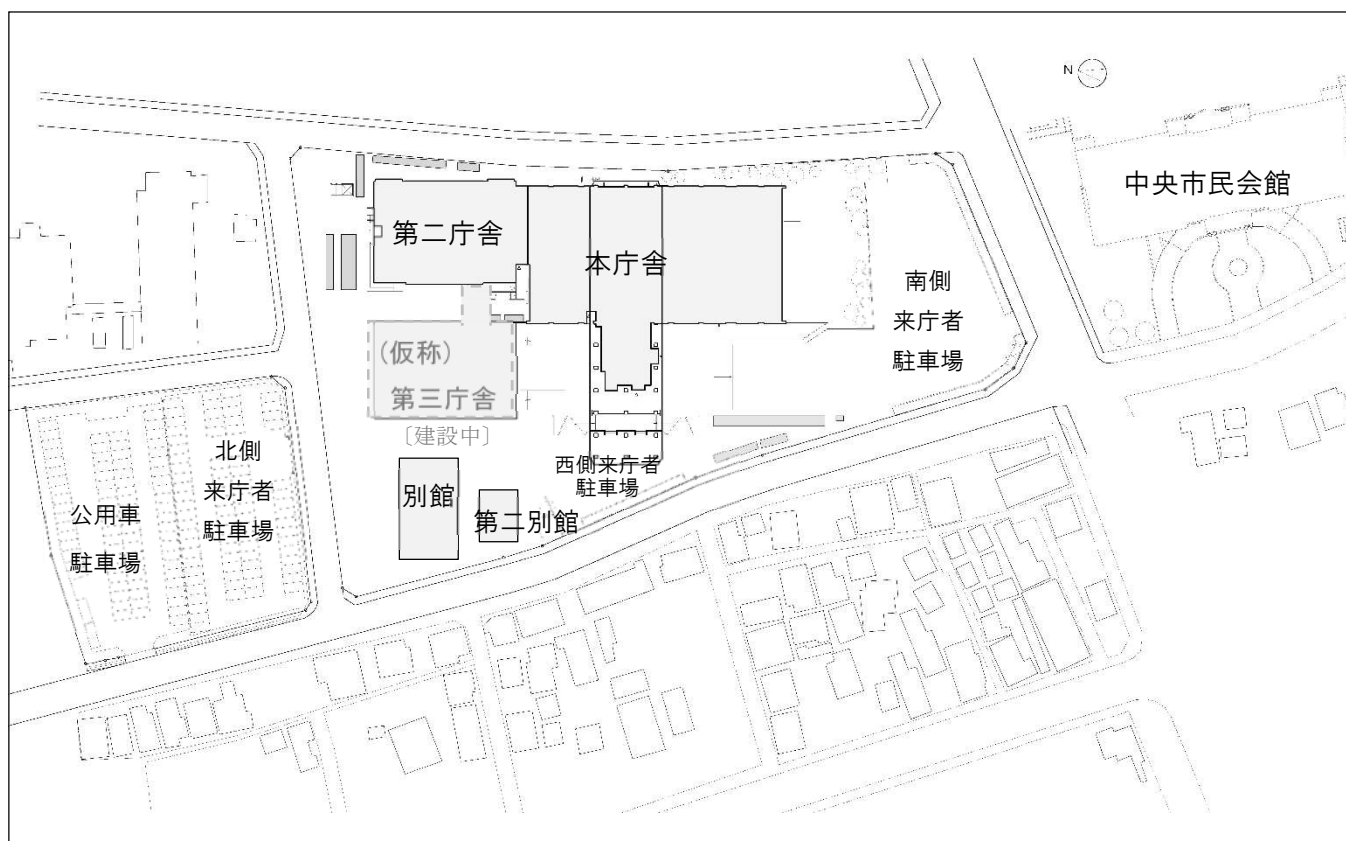 N
中央市民会館
第二庁舎
本庁舎
南側
来庁者
駐車場
(仮称)
第三庁舎
〔建設中〕
北側
来庁者
駐車場
公用車
駐車場
西側来庁者
駐車場
別館
第二別館